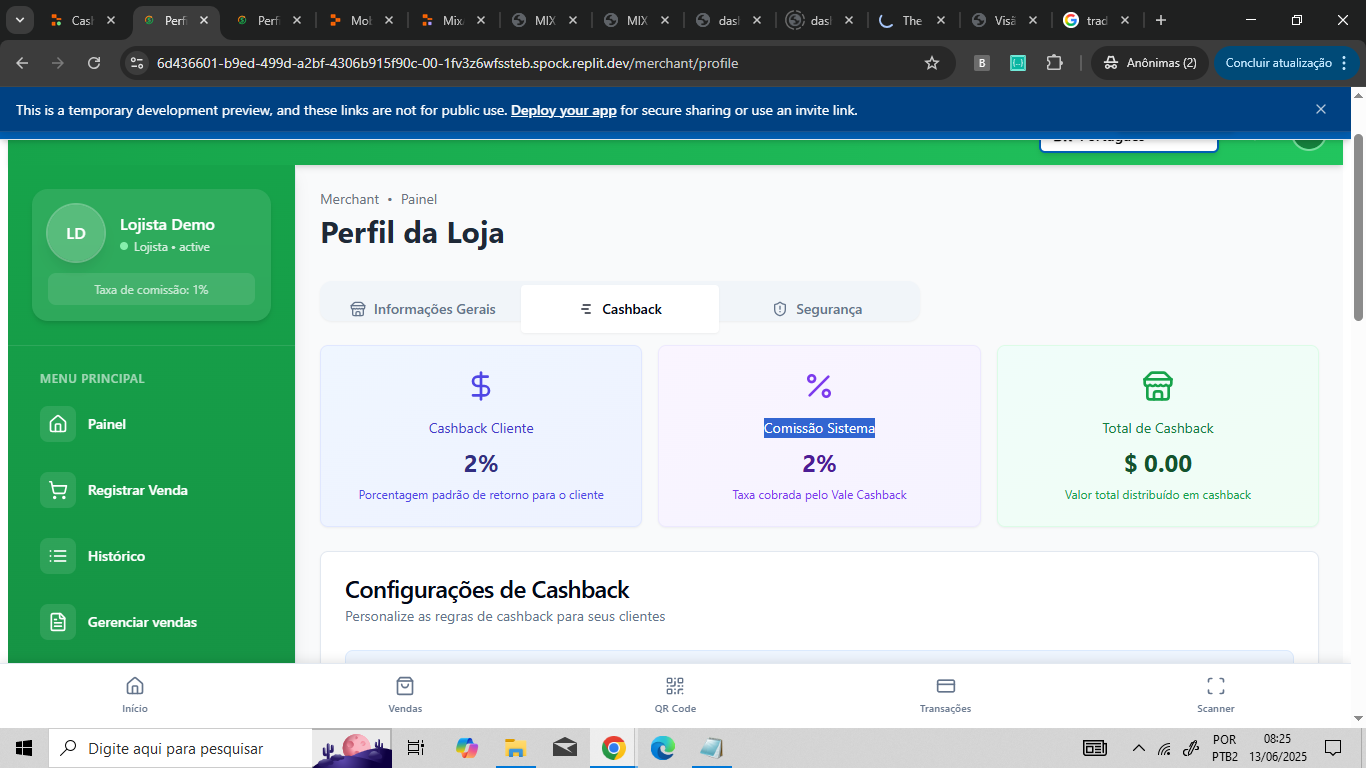 Cash
Perfi
Perfi
Mob
Mix/
MIX
MIX
das
das
The
Visã
trad
6d436601-b9ed-499d-a2bf-4306b915f90c-00-1fv3z6wfssteb.spock.replit.dev/merchant/profile
B
Anônimas (2)
Concluir atualização
This is a temporary development preview, and these links are not for public use. Deploy your app for secure sharing or use an invite link.
LD
Lojista Demo
Lojista • active
Taxa de comissão: 1%
MENU PRINCIPAL
Painel
Registrar Venda
Histórico
Gerenciar vendas
Merchant • Painel
Perfil da Loja
Informações Gerais
Cashback
Segurança
Cashback Cliente
2%
Porcentagem padrão de retorno para o cliente
Comissão Sistema
2%
Taxa cobrada pelo Vale Cashback
Total de Cashback
$ 0.00
Valor total distribuído em cashback
Configurações de Cashback
Personalize as regras de cashback para seus clientes
Início
Vendas
QR Code
Transações
Scanner
Digite aqui para pesquisar
POR
PTB2
08:25
13/06/2025